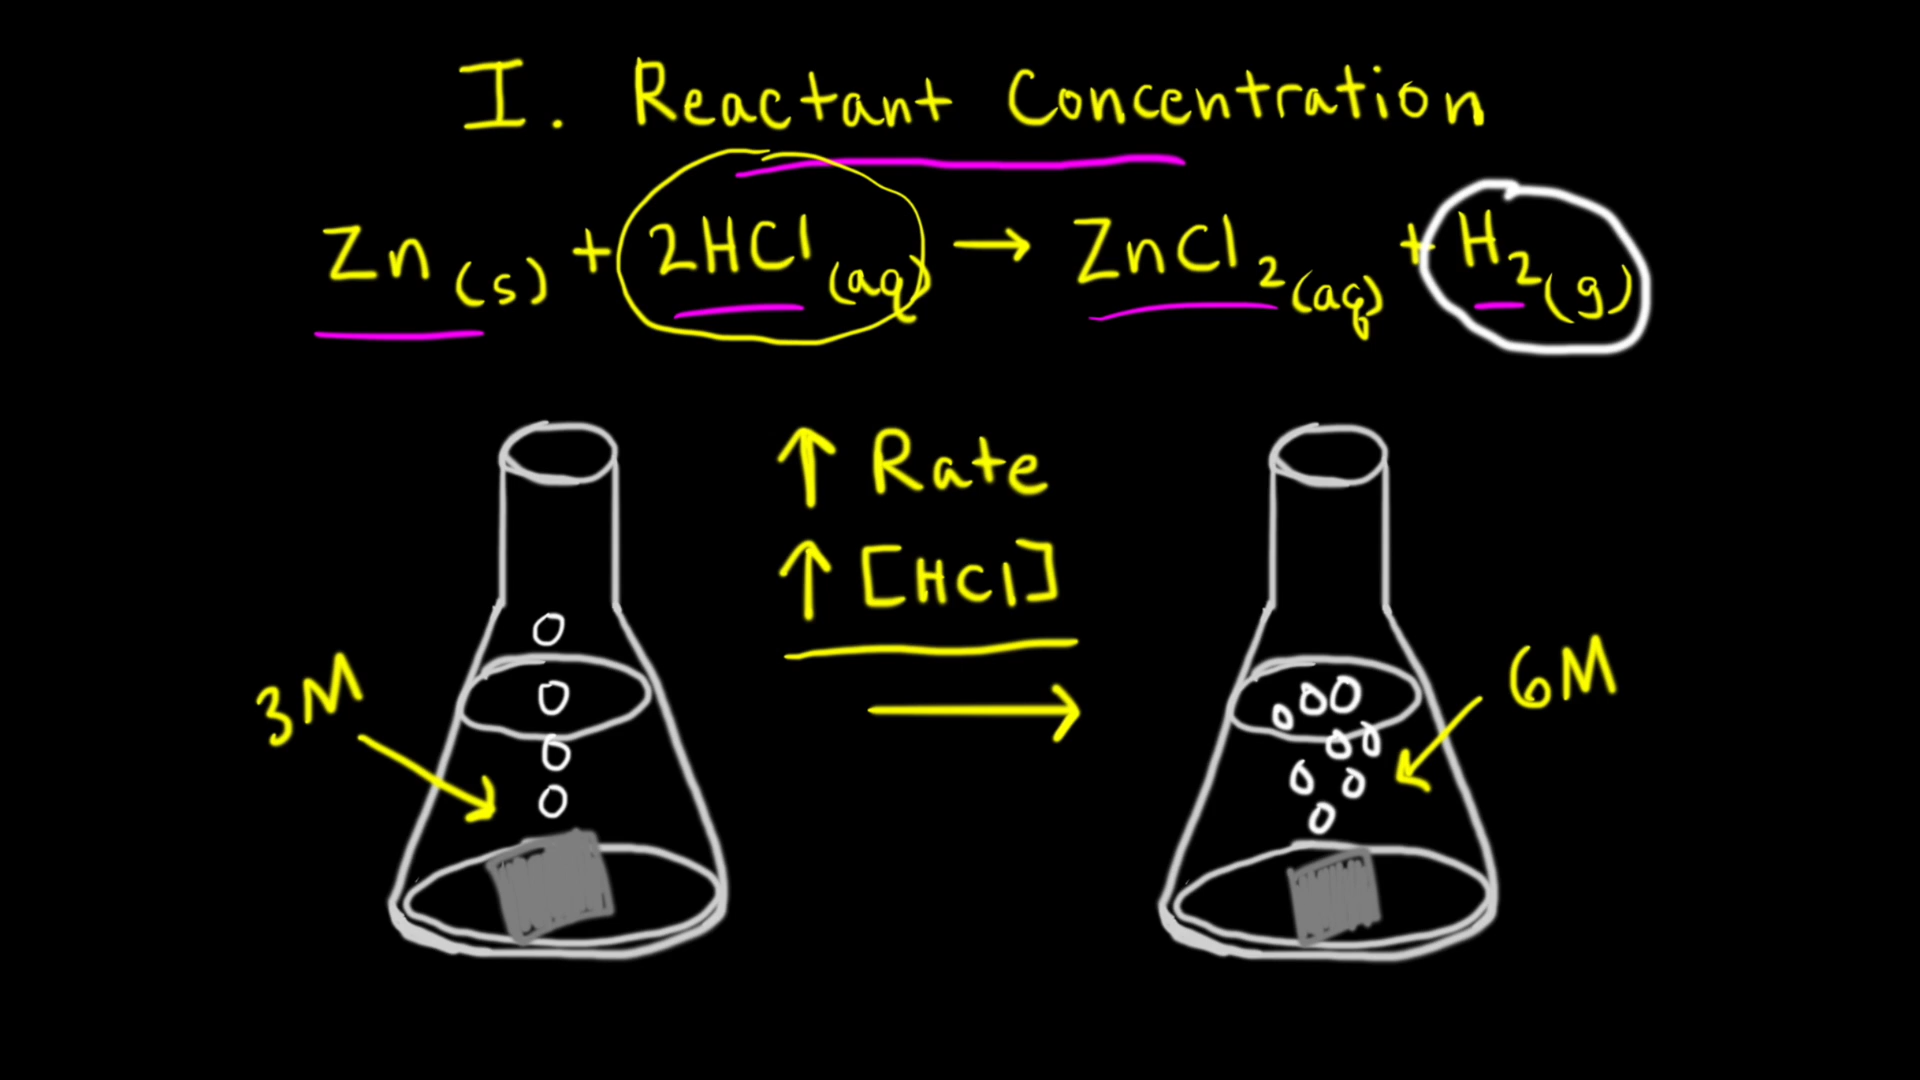 I. Reactant Concentration
Zn(s) + 2HCl(aq) → ZnCl₂(aq) + H₂(g)
↑ Rate
↑ [HCl]
3M
6M